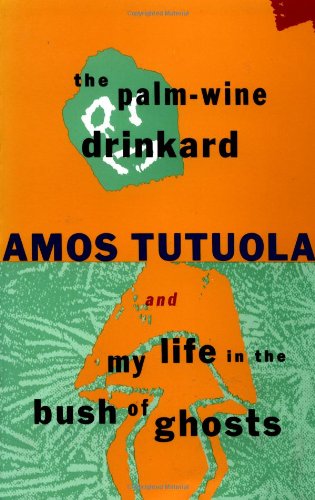 the palm-wine
drinkard
AMOS TUTUOLA
and
my life in the
bush of ghosts